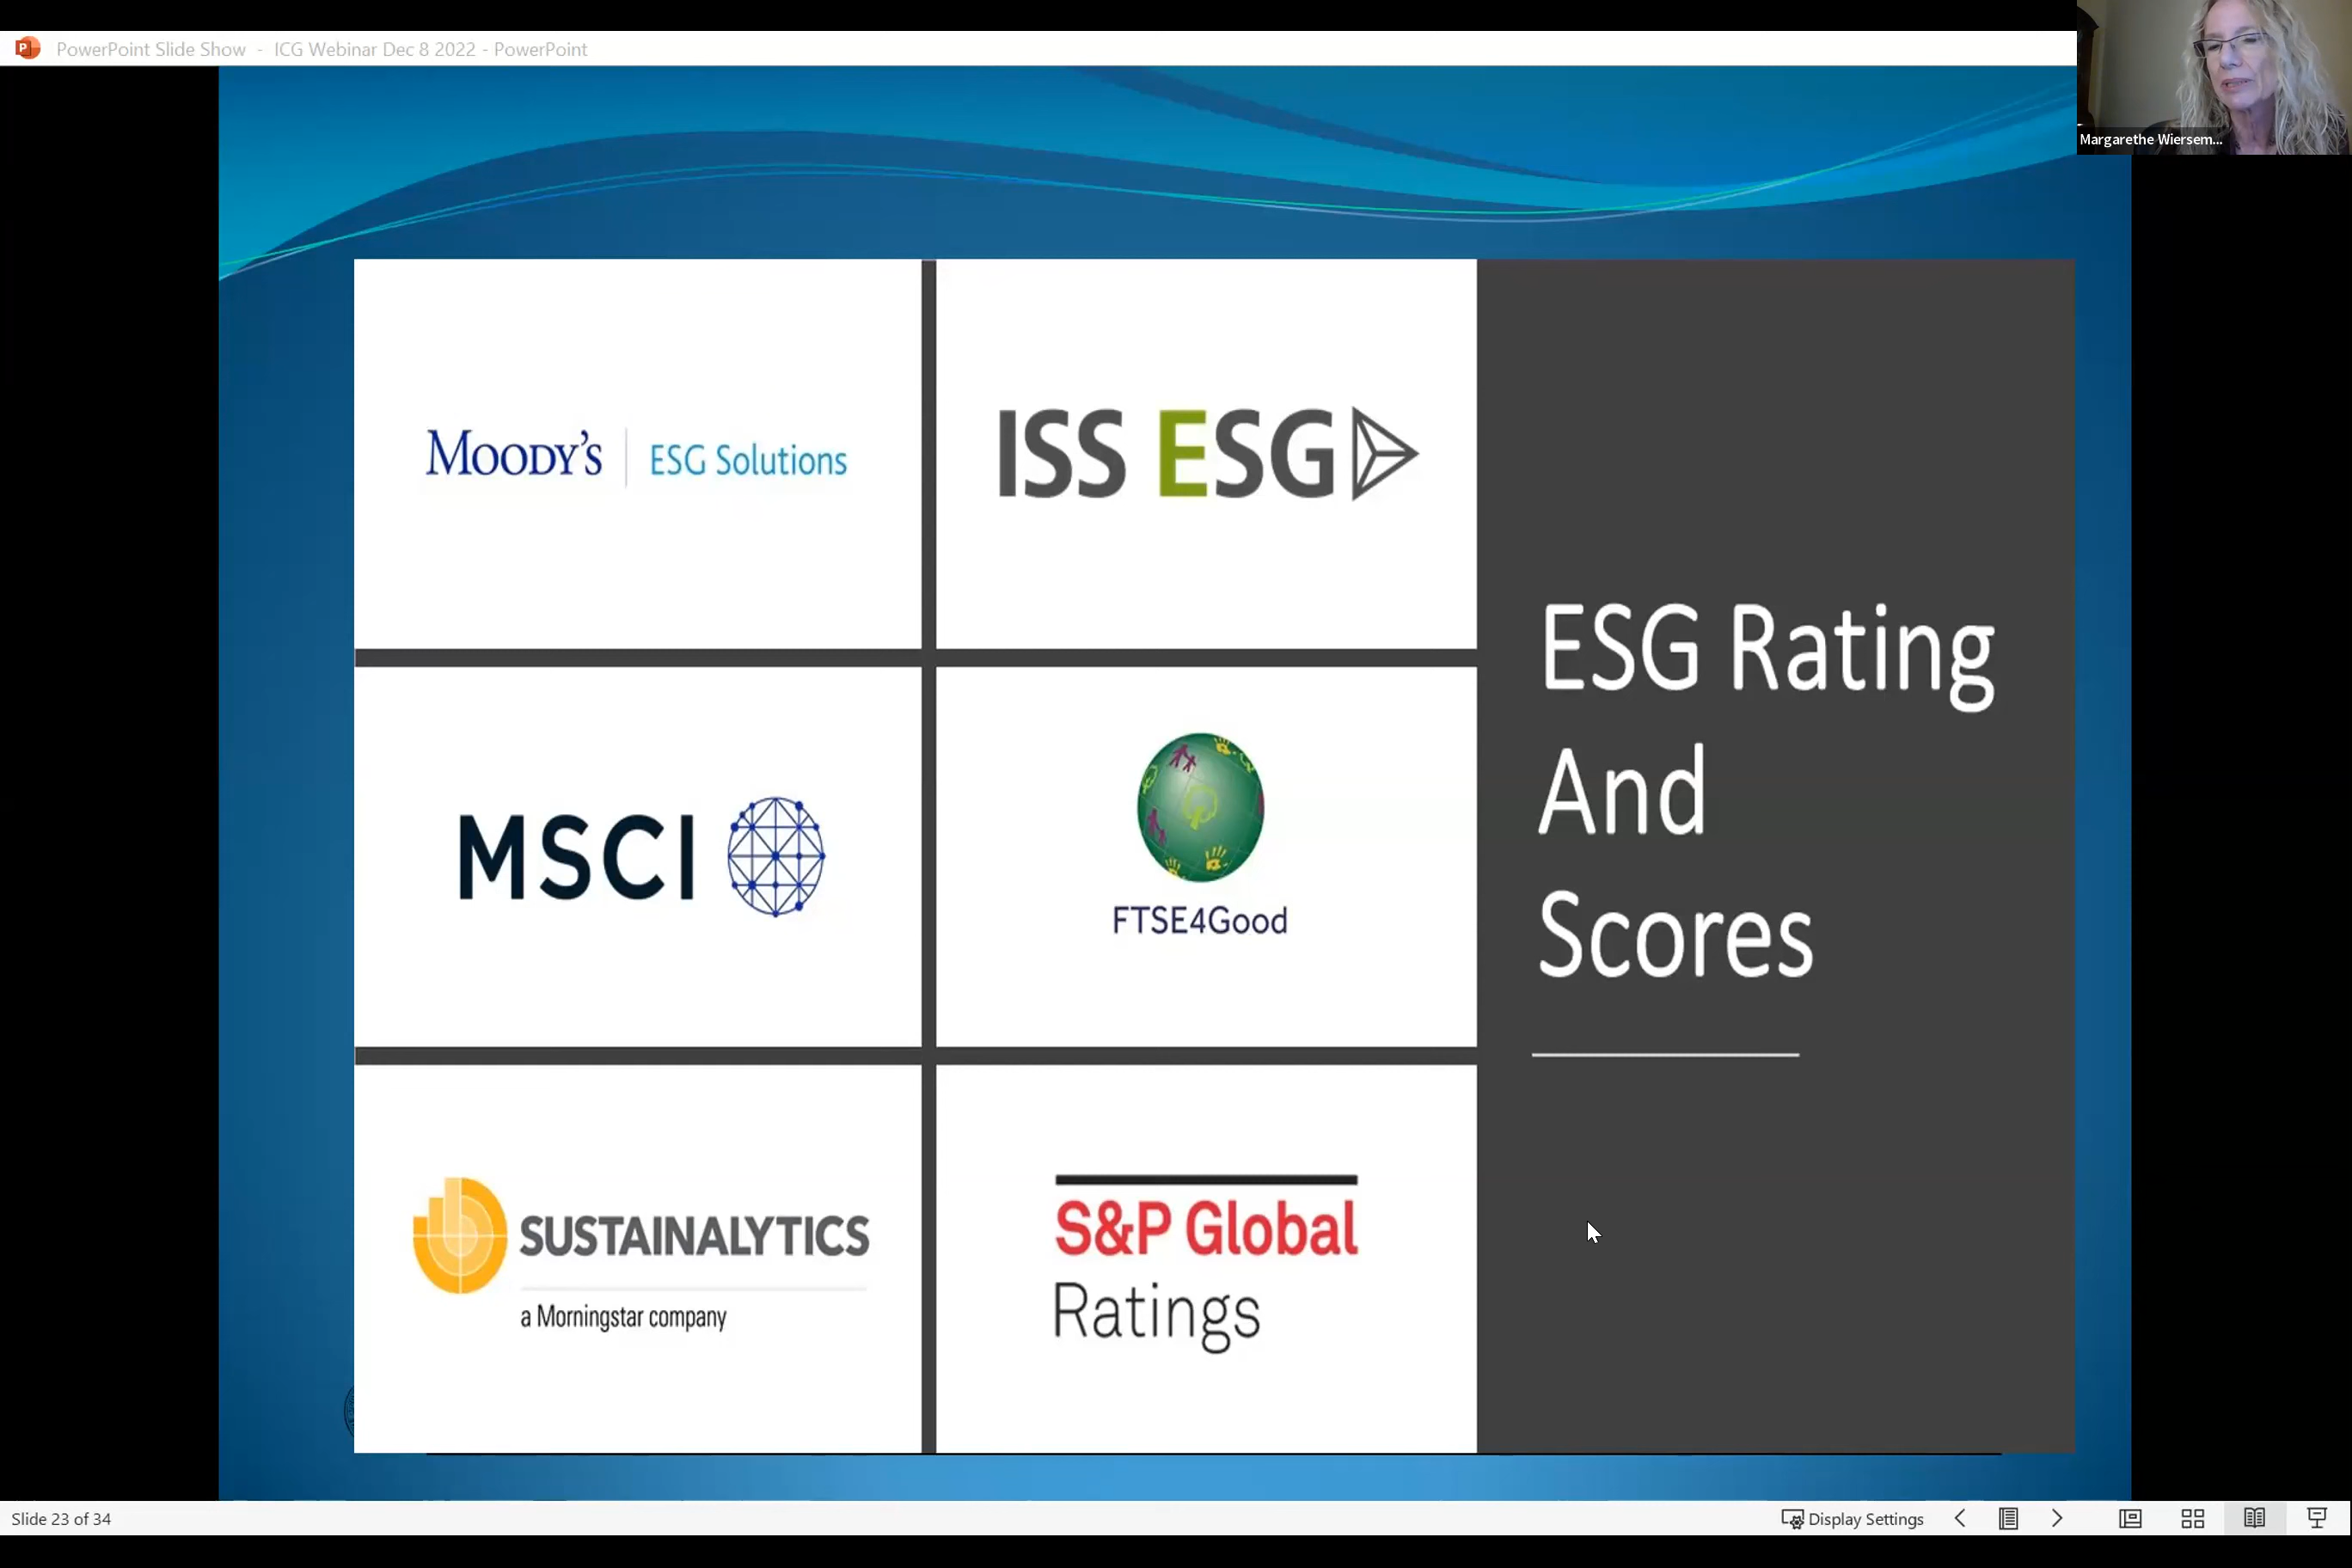 PowerPoint Slide Show - ICG Webinar Dec 8 2022 - PowerPoint
Margarethe Wiersem...
MOODY'S | ESG Solutions
ISS ESG
MSCI
FTSE4Good
SUSTAINALYTICS
a Morningstar company
S&P Global
Ratings
ESG Rating
And
Scores
Slide 23 of 34
Display Settings